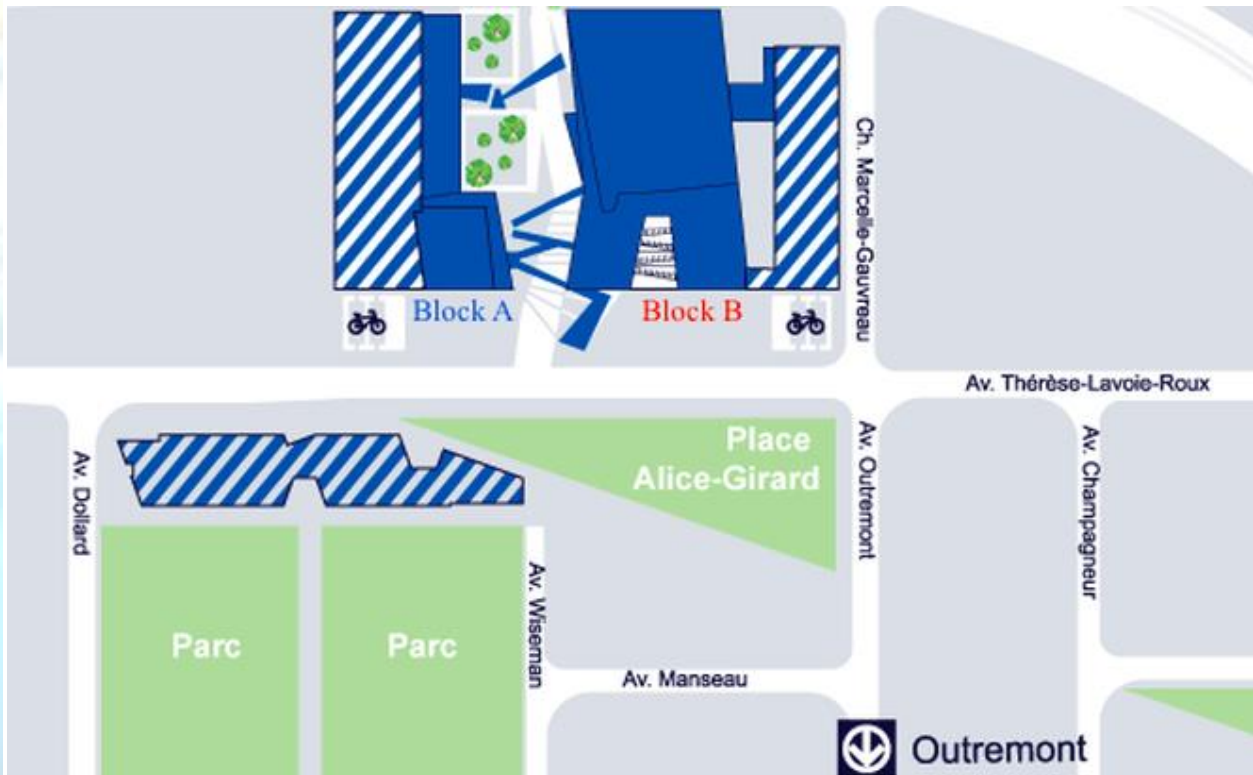 Ch. Marcelle-Gauvreau
Block A
Block B
Av. Thérèse-Lavoie-Roux
Av. Dollard
Place
Alice-Girard
Av. Outremont
Av. Champagneur
Parc
Parc
Av. Wiseman
Av. Manseau
Outremont